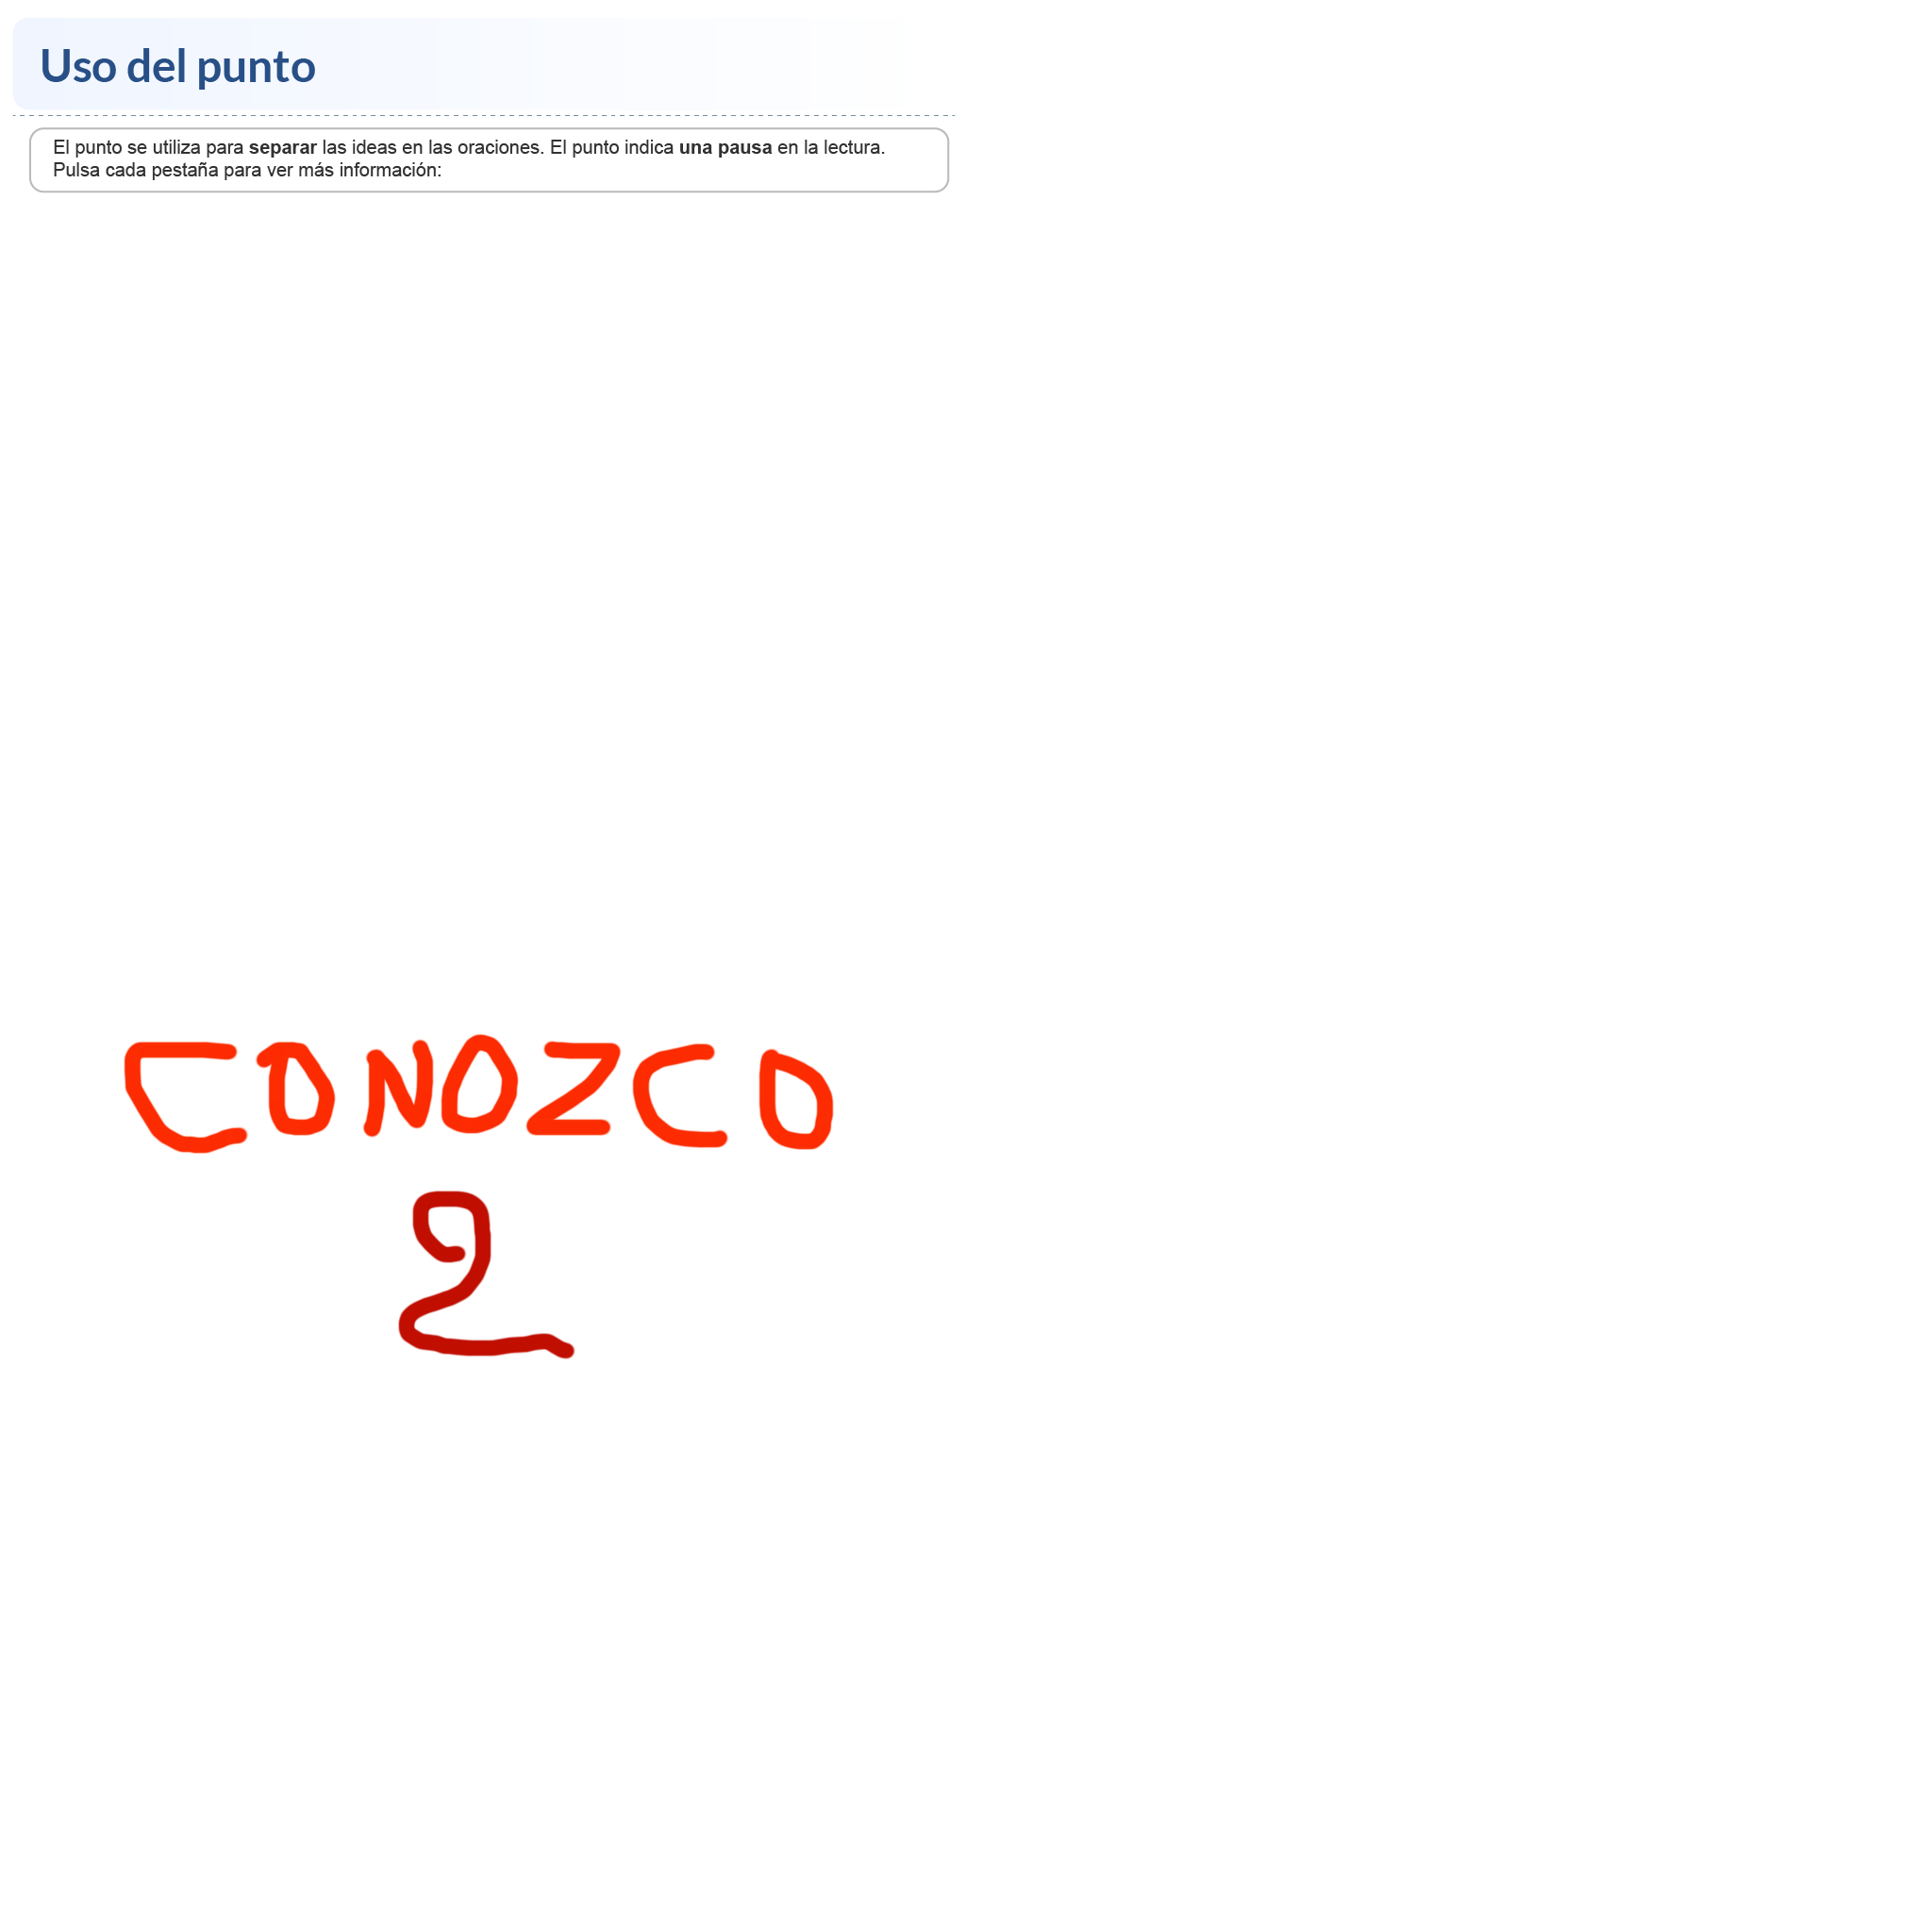 Uso del punto
El punto se utiliza para separar las ideas en las oraciones. El punto indica una pausa en la lectura.
Pulsa cada pestaña para ver más información:
CONOZCO
2